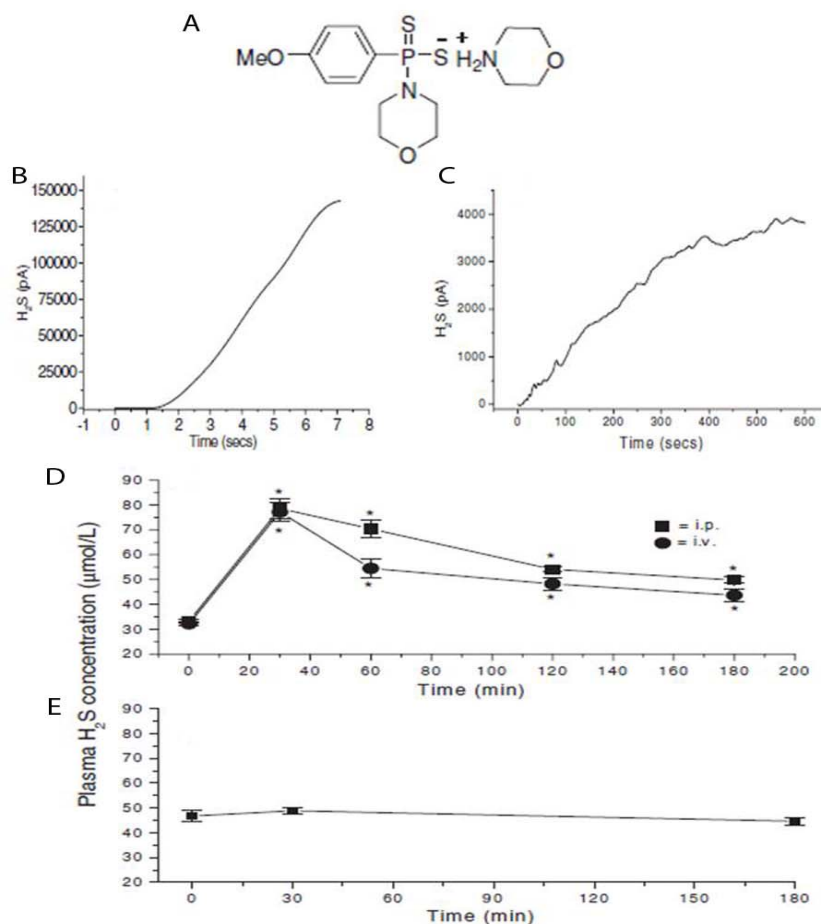 A
S
MeO
P
S
− +
H₂N
O
N
O
B
H₂S (pA)
150000
125000
100000
75000
50000
25000
0
-1 0 1 2 3 4 5 6 7 8
Time (secs)
C
H₂S (pA)
4000
3000
2000
1000
0
0 100 200 300 400 500 600
Time (secs)
D
Plasma H₂S concentration (µmol/L)
90
80
70
60
50
40
30
20
* * * * * * * *
= i.p.
= i.v.
0 20 40 60 80 100 120 140 160 180 200
Time (min)
E
90
80
70
60
50
40
30
20
0 30 60 90 120 150 180
Time (min)